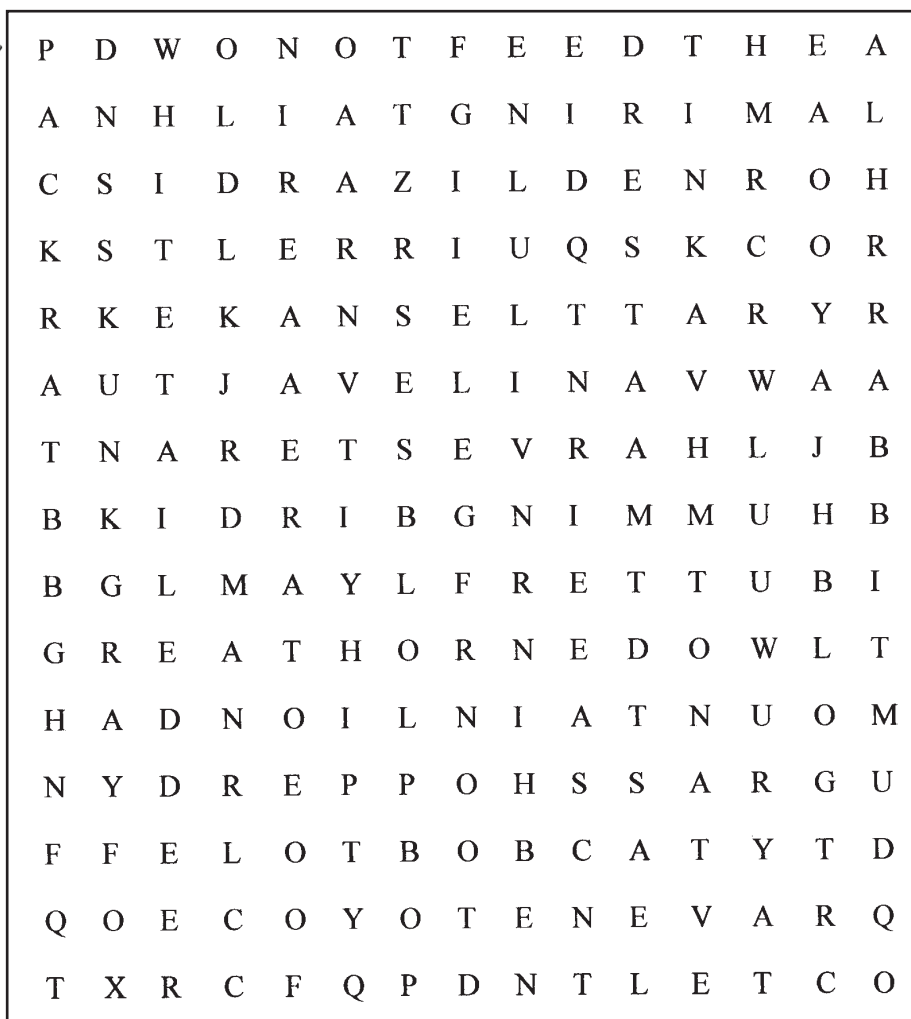 P D W O N O T F E E D T H E A
A N H L I A T G N I R I M A L
C S I D R A Z I L D E N R O H
K S T L E R R I U Q S K C O R
R K E K A N S E L T T A R Y R
A U T J A V E L I N A V W A A
T N A R E T S E V R A H L J B
B K I D R I B G N I M M U H B
B G L M A Y L F R E T T U B I
G R E A T H O R N E D O W L T
H A D N O I L N I A T N U O M
N Y D R E P P O H S S A R G U
F F E L O T B O B C A T Y T D
Q O E C O Y O T E N E V A R Q
T X R C F Q P D N T L E T C O